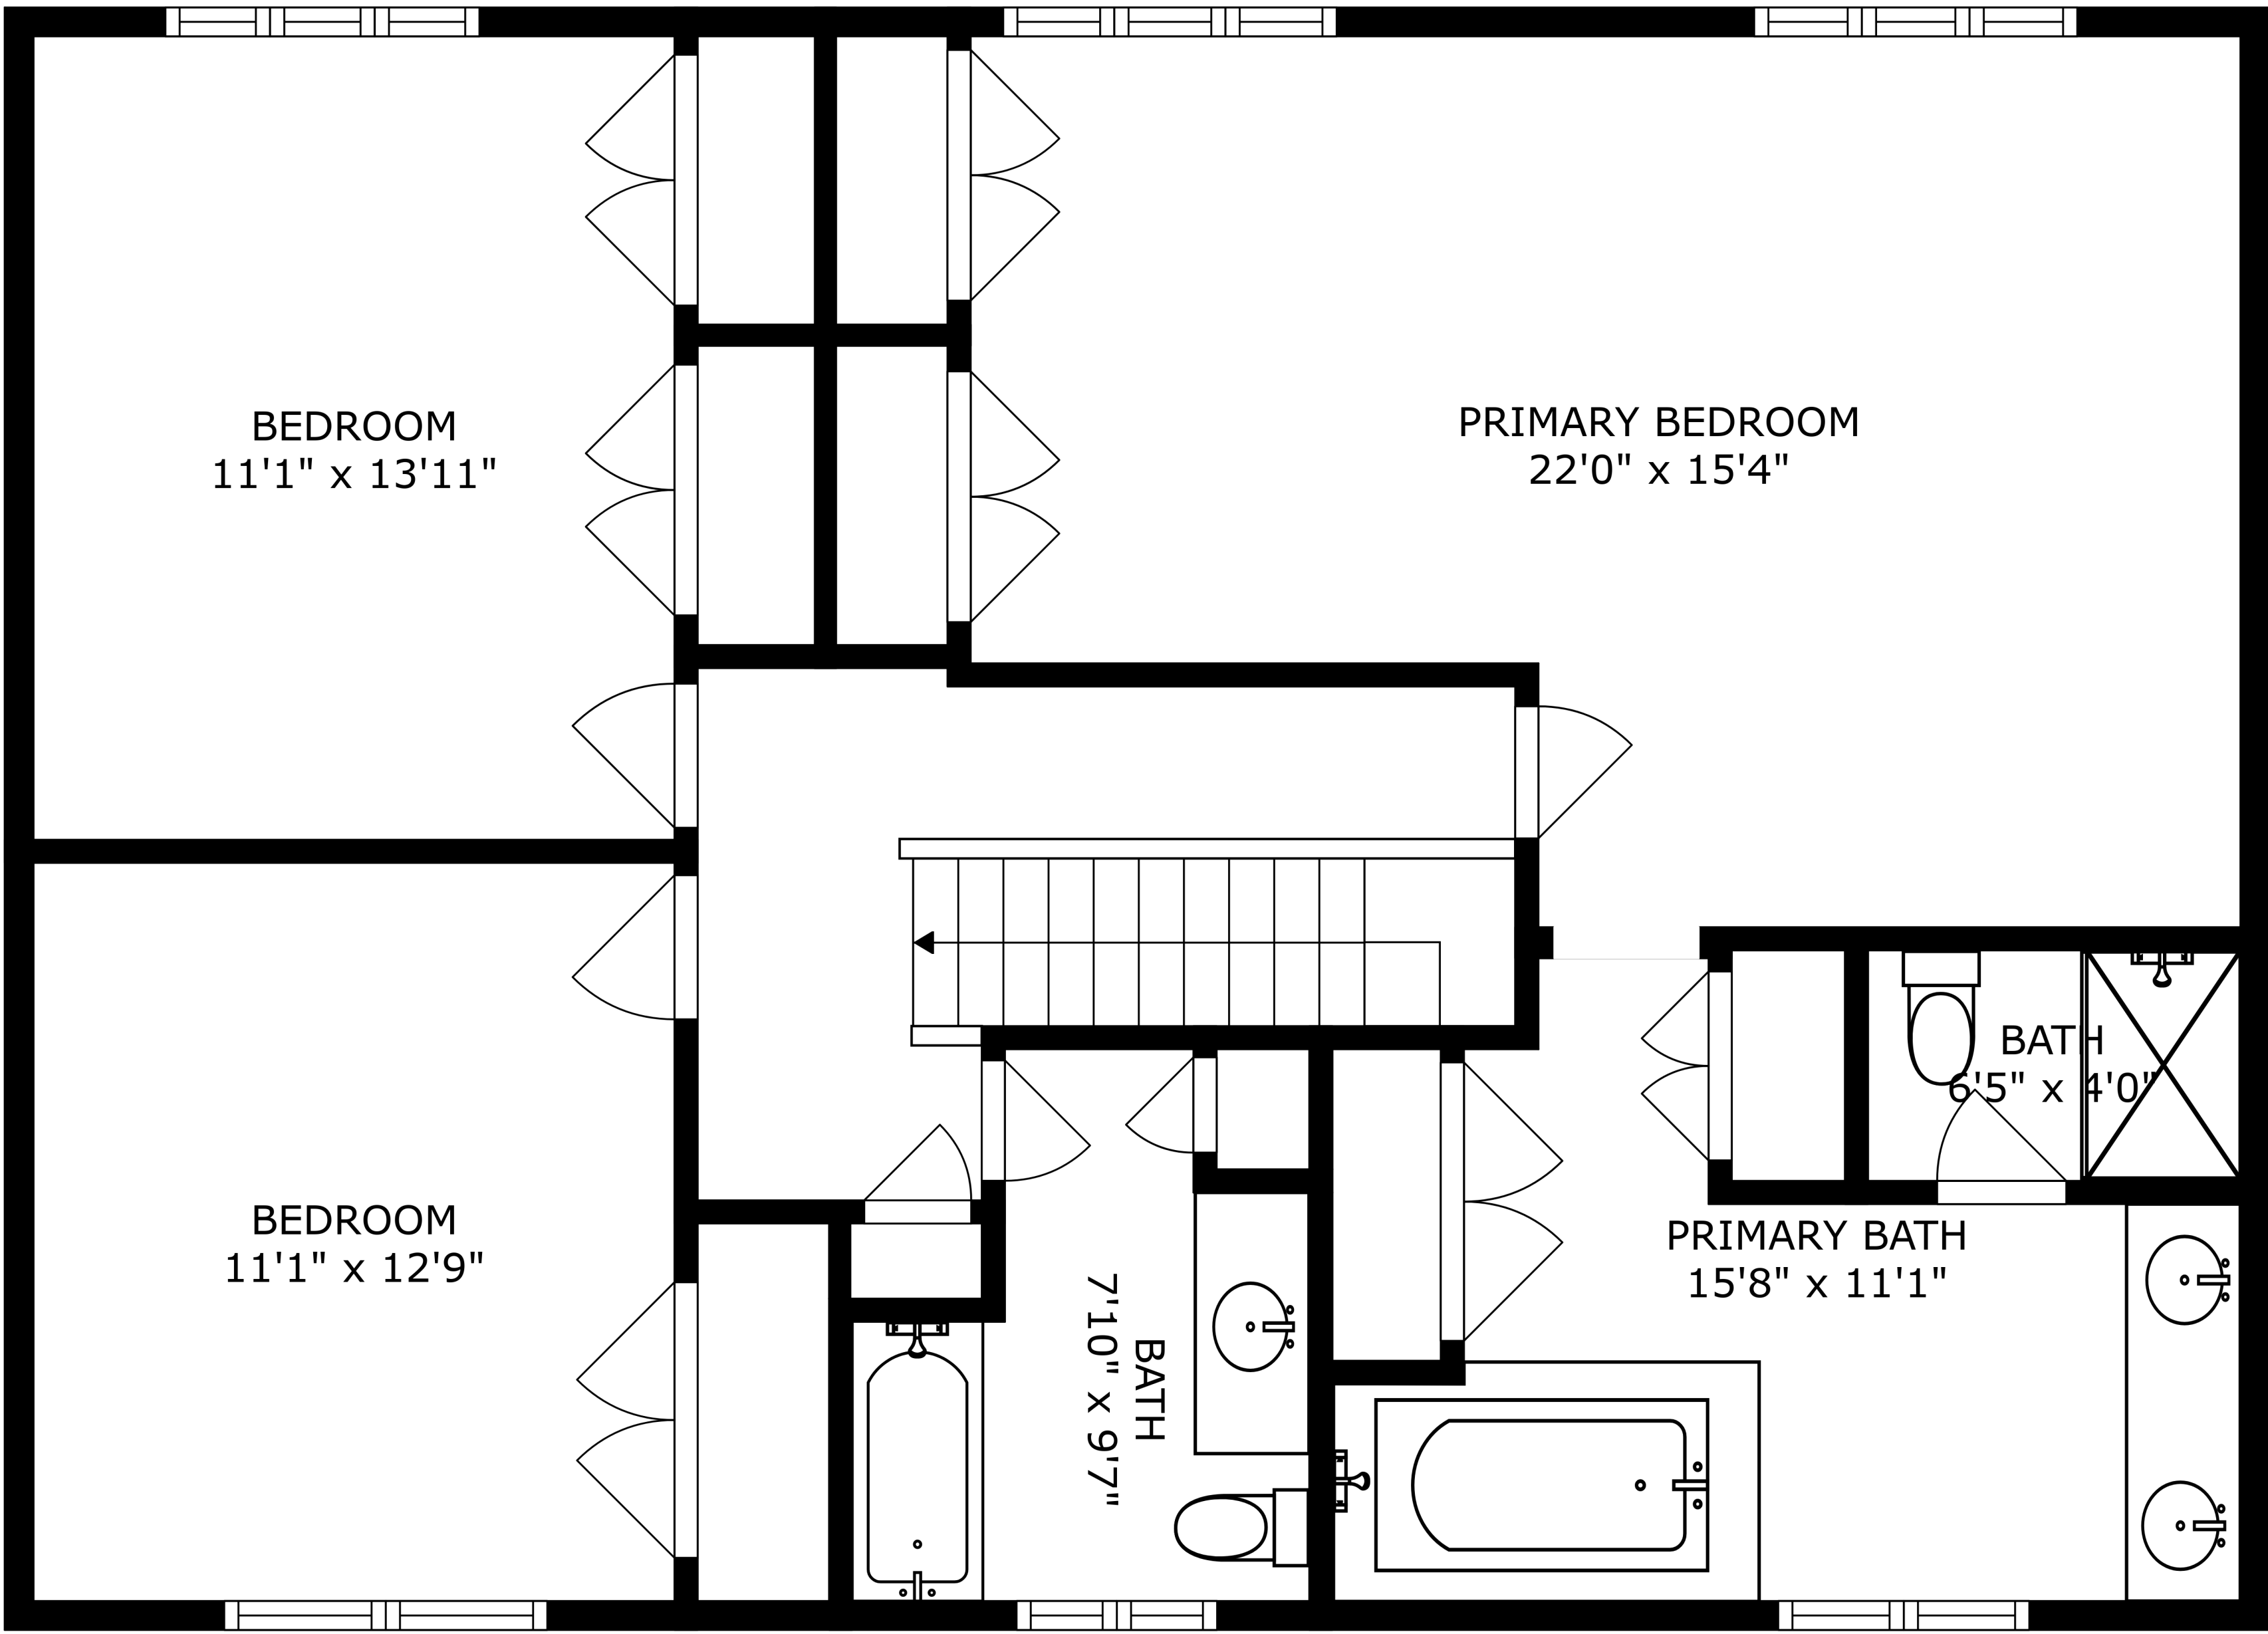 BEDROOM
11'1" x 13'11"
PRIMARY BEDROOM
22'0" x 15'4"
BATH
6'5" x 4'0"
BEDROOM
11'1" x 12'9"
PRIMARY BATH
15'8" x 11'1"
BATH
7'10" x 9'7"